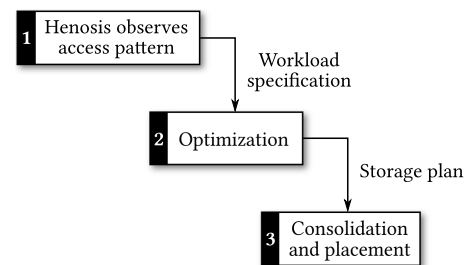 1
Henosis observes
access pattern
Workload
specification
2
Optimization
Storage plan
3
Consolidation
and placement